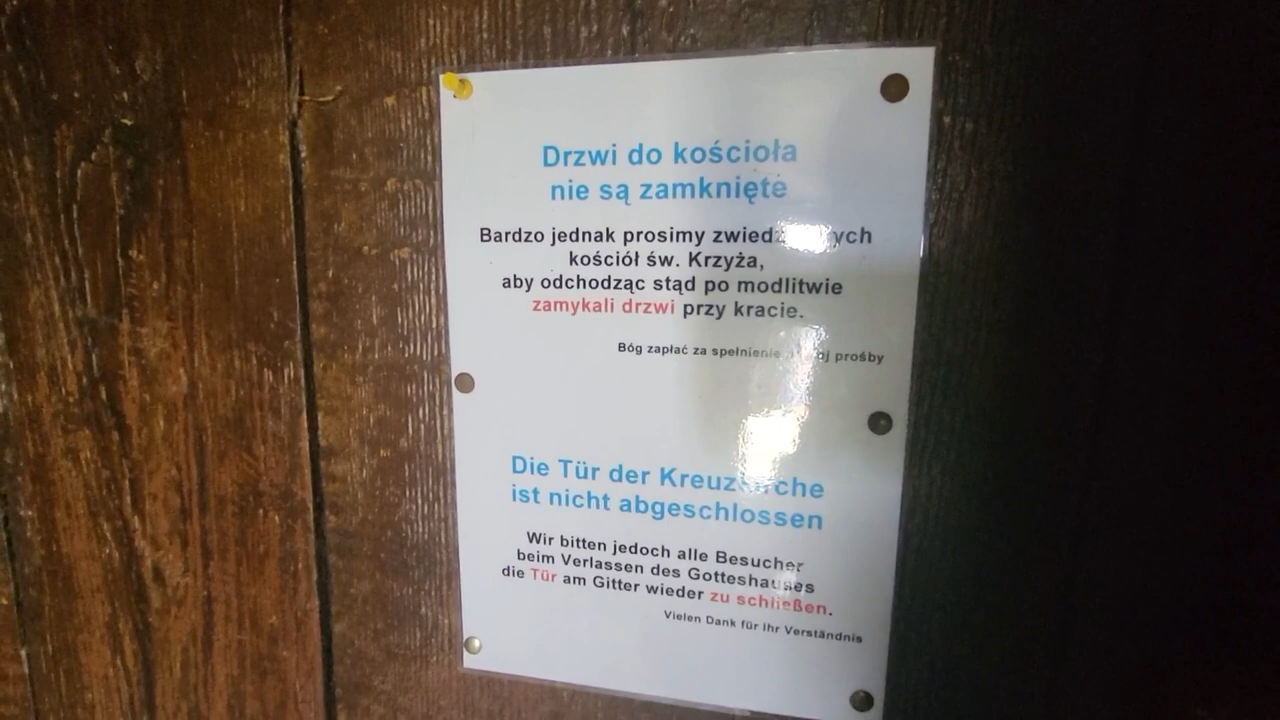 Drzwi do kościoła
nie są zamknięte
Bardzo jednak prosimy
kościół św. Krzyża,
aby odchodząc stąd po modlitwie
zamykali drzwi przy kracie.
Bóg zapłać za spełnienie prośby
Die Tür der Kreuzkirche
ist nicht abgeschlossen
Wir bitten jedoch alle Besucher
beim Verlassen des Gotteshauses
die Tür am Gitter wieder zu schließen.
Vielen Dank für Ihr Verständnis